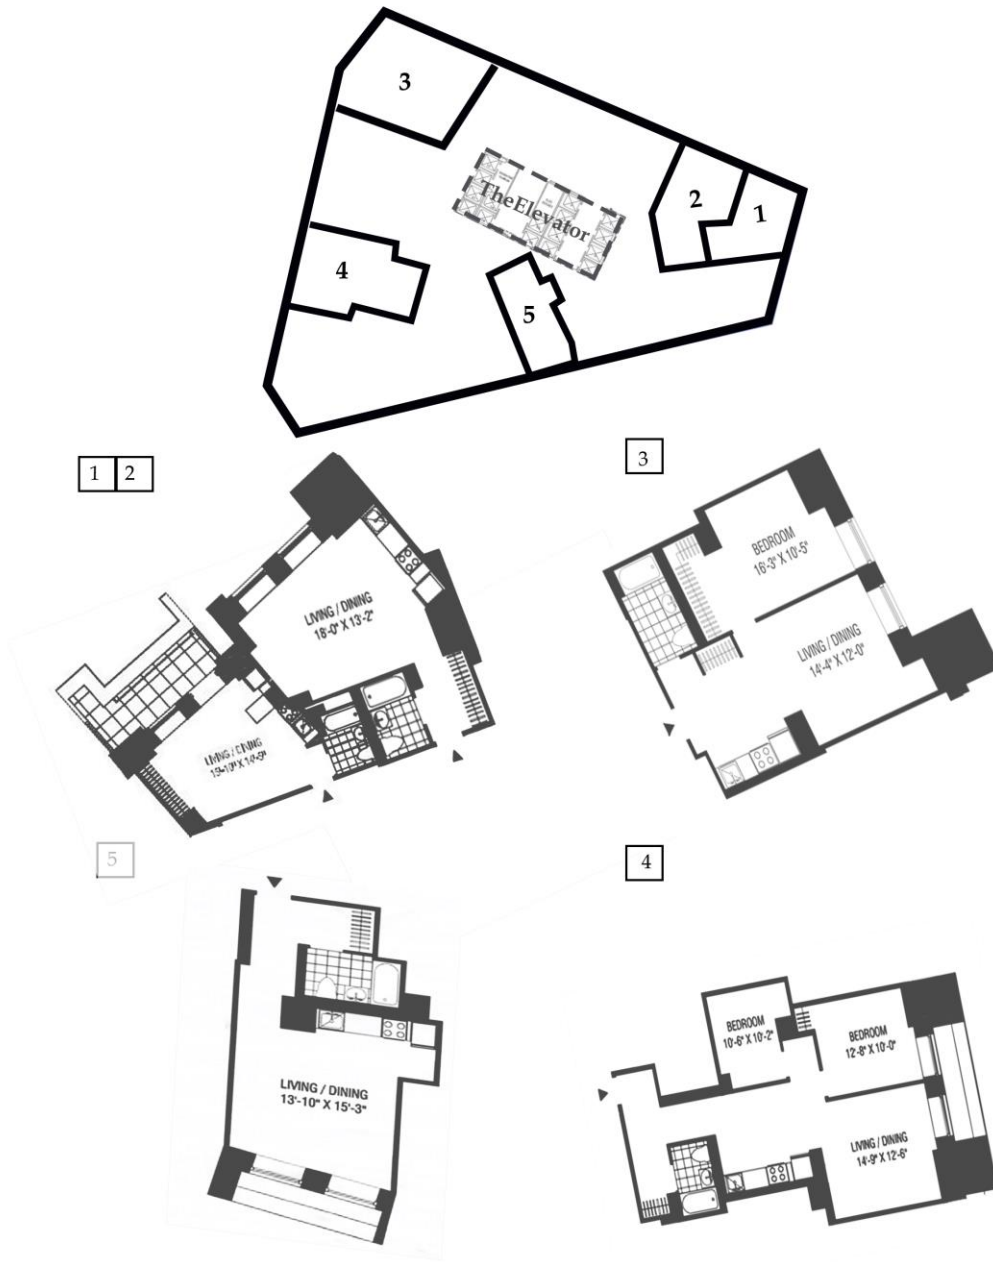 3
2
1
TheElevator
4
5
1 2
3
LIVING / DINING
18'-0" X 13'-2"
BEDROOM
16'-3" X 10'-5"
LIVING / DINING
14'-4" X 12'-0"
LIVING / DINING
5
4
LIVING / DINING
13'-10" X 15'-3"
BEDROOM
10'-6" X 10'-2"
BEDROOM
12'-8" X 10'-0"
LIVING / DINING
14'-9" X 12'-6"